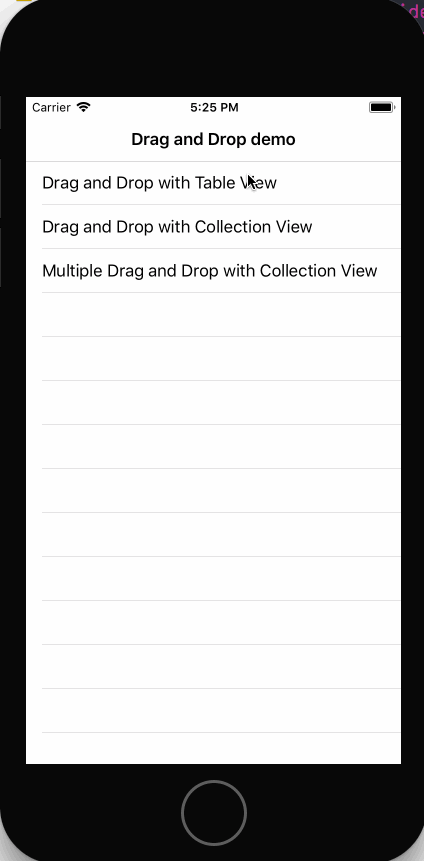 Carrier 5:25 PM
Drag and Drop demo
Drag and Drop with Table View
Drag and Drop with Collection View
Multiple Drag and Drop with Collection View